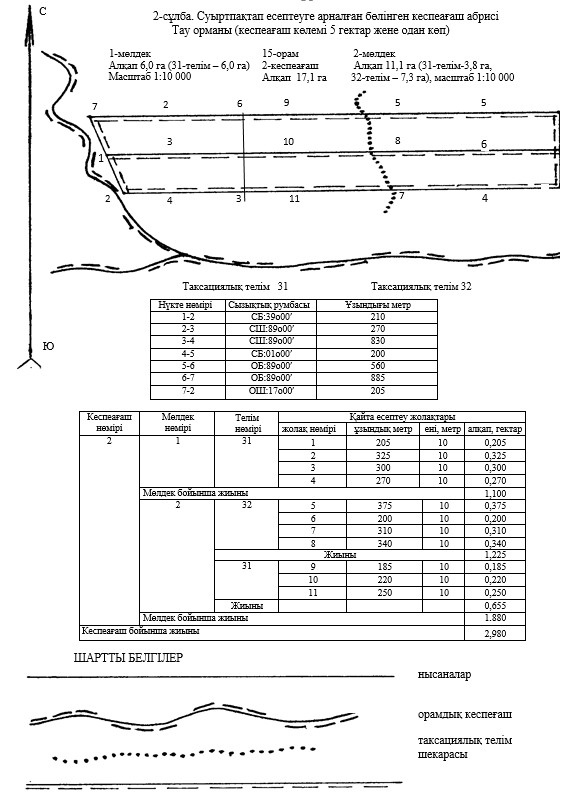 С
2-сұлба. Суыртпақтап есептеуге арналған бөлінген кеспеағаш абрисі
Тау орманы (кеспеағаш көлемі 5 гектар жене одан көп)
1-мөлдек 15-орам 2-мөлдек
Алқап 6,0 га (31-телім – 6,0 га) 2-кеспеағаш Алқап 11,1 га (31-телім-3,8 га,
Масштаб 1:10 000 Алқап 17,1 га 32-телім – 7,3 га), масштаб 1:10 000
7 2 6 9 5 5
3 10 8 6
1
2 4 3 11 7 4
Таксациялық телім 31 Таксациялық телім 32
Ю
Нүкте нөмірі Сызықтық румбасы Ұзындығы метр
1-2 СБ:39о00′ 210
2-3 СШ:89о00′ 270
3-4 СШ:89о00′ 830
4-5 СБ:01о00′ 200
5-6 ОБ:89о00′ 560
6-7 ОБ:89о00′ 885
7-2 ОШ:17о00′ 205
Кеспеағаш нөмірі Мөлдек нөмірі Телім нөмірі Қайта есептеу жолақтары
жолақ нөмірі ұзындық метр ені, метр алқап, гектар
2 1 31 1 205 10 0,205
2 325 10 0,325
3 300 10 0,300
4 270 10 0,270
Мөлдек бойынша жиыны 1,100
2 32 5 375 10 0,375
6 200 10 0,200
7 310 10 0,310
8 340 10 0,340
Жиыны 1,225
31 9 185 10 0,185
10 220 10 0,220
11 250 10 0,250
Жиыны 0,655
Мөлдек бойынша жиыны 1.880
Кеспеағаш бойынша жиыны 2,980
ШАРТТЫ БЕЛГІЛЕР
нысаналар
орамдық кеспеғаш
таксациялық телім
шекарасы